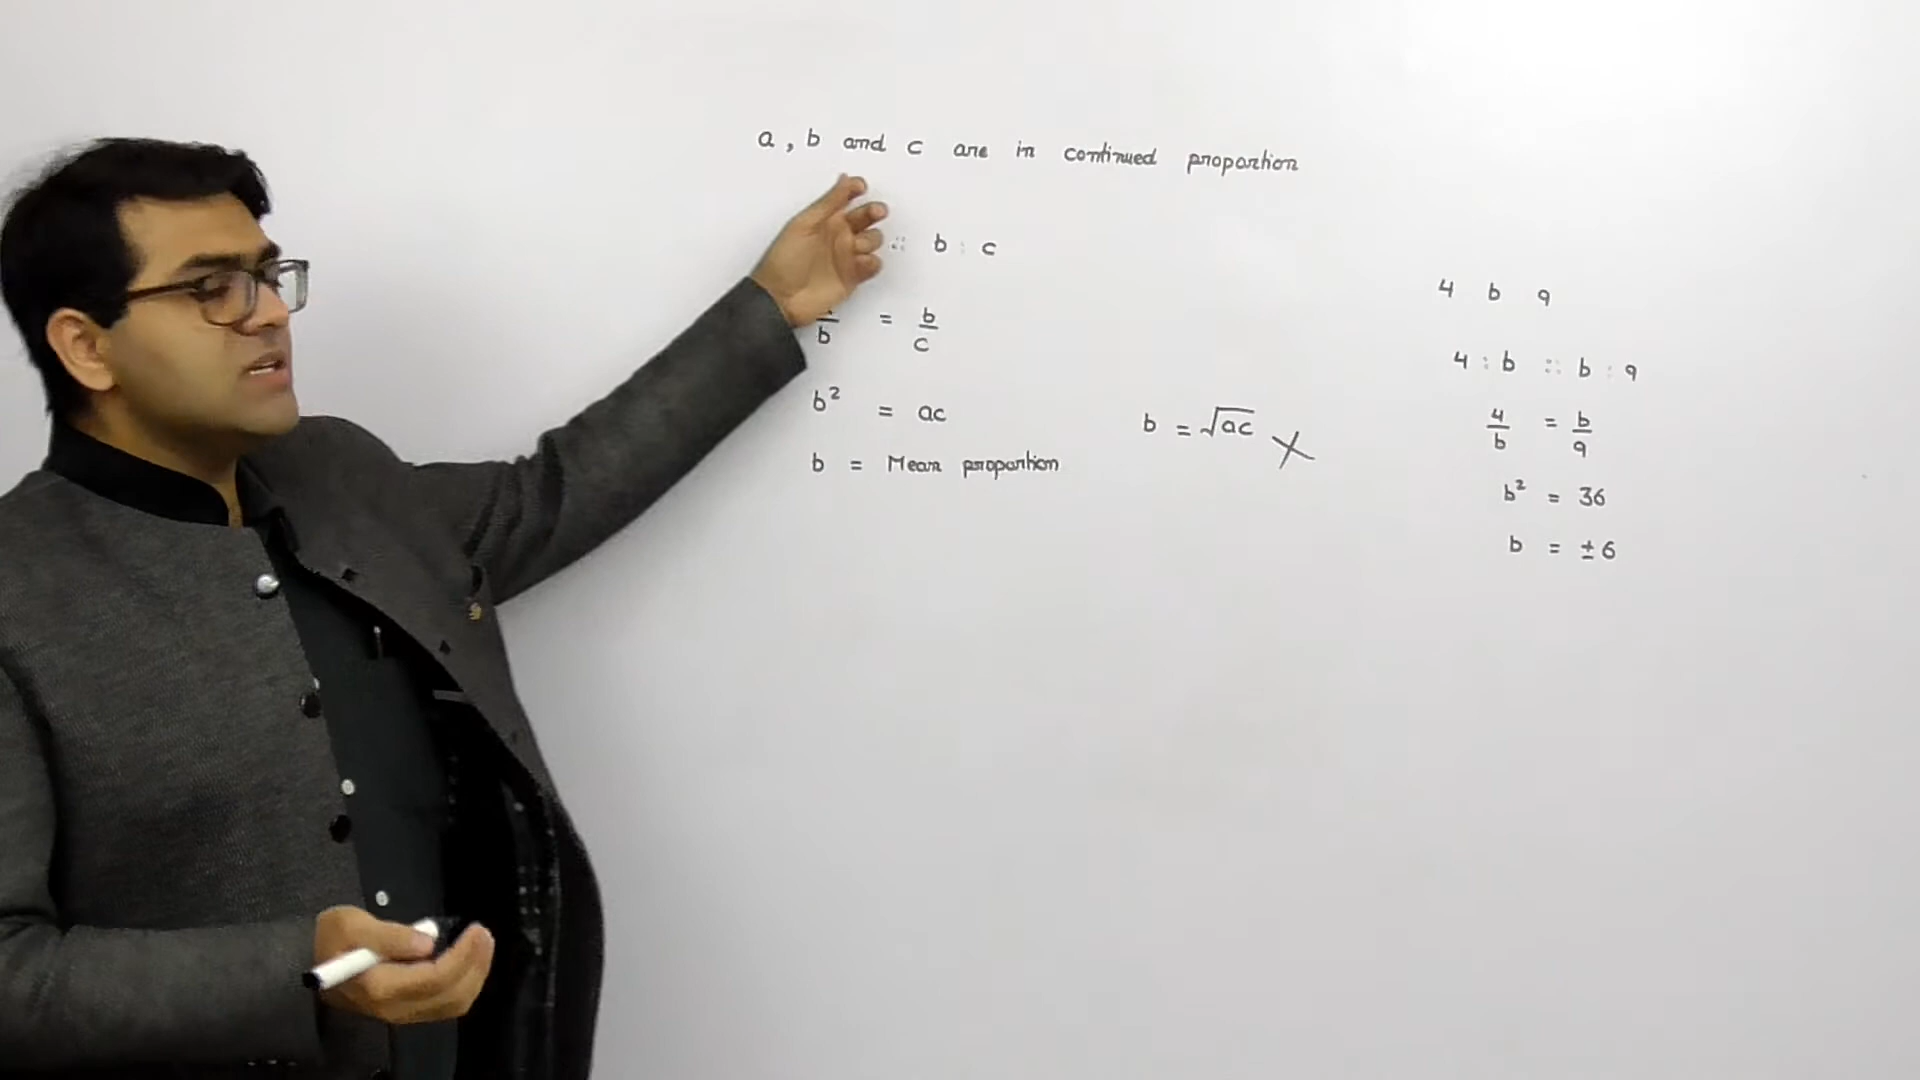 a , b and c are in continued proportion
:: b : c
b = b/c
b² = ac
b = Mean proportion
b = √ac ✗
4 b 9
4 : b :: b : 9
4/b = b/9
b² = 36
b = ±6